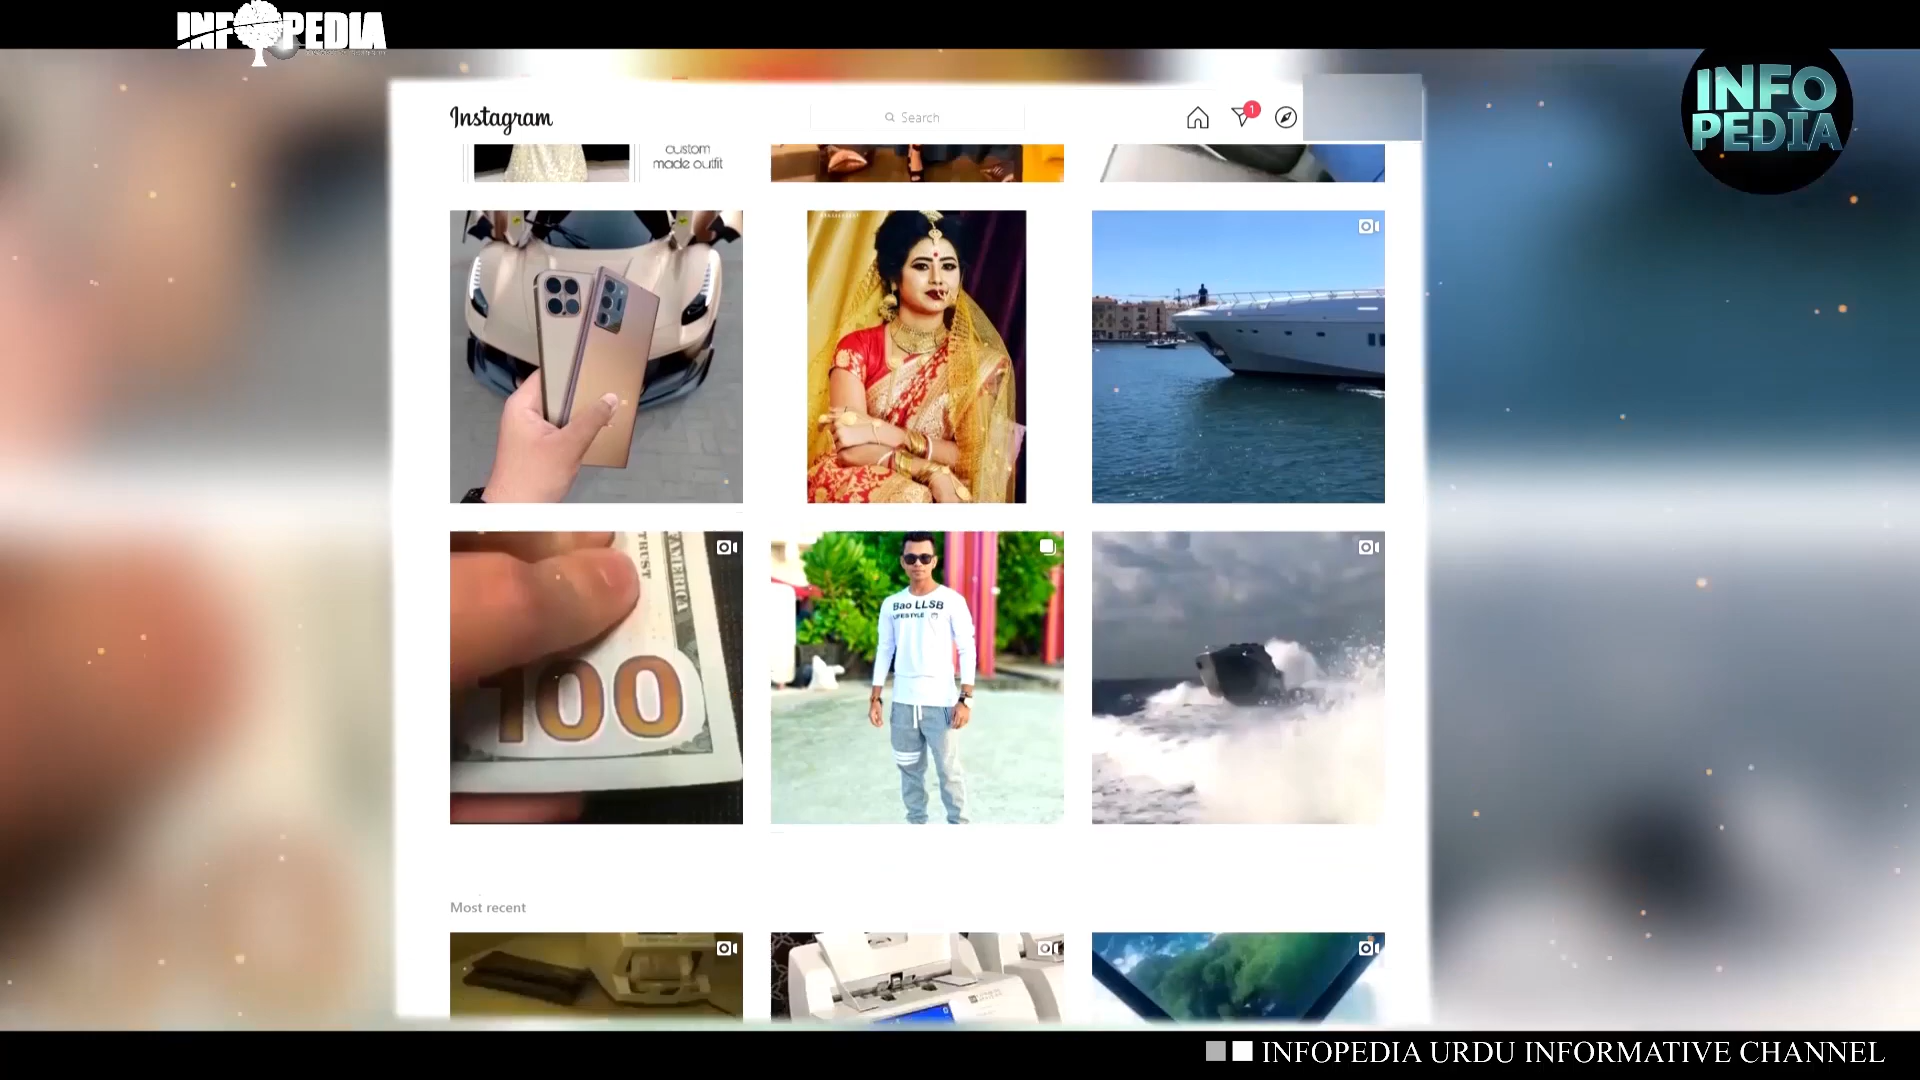 INFOPEDIA
INFO
PEDIA
Instagram
Search
1
custom
made outfit
TRUST
AMERICA
100
Bao LLSB
LIFESTYLE
Most recent
INFOPEDIA URDU INFORMATIVE CHANNEL